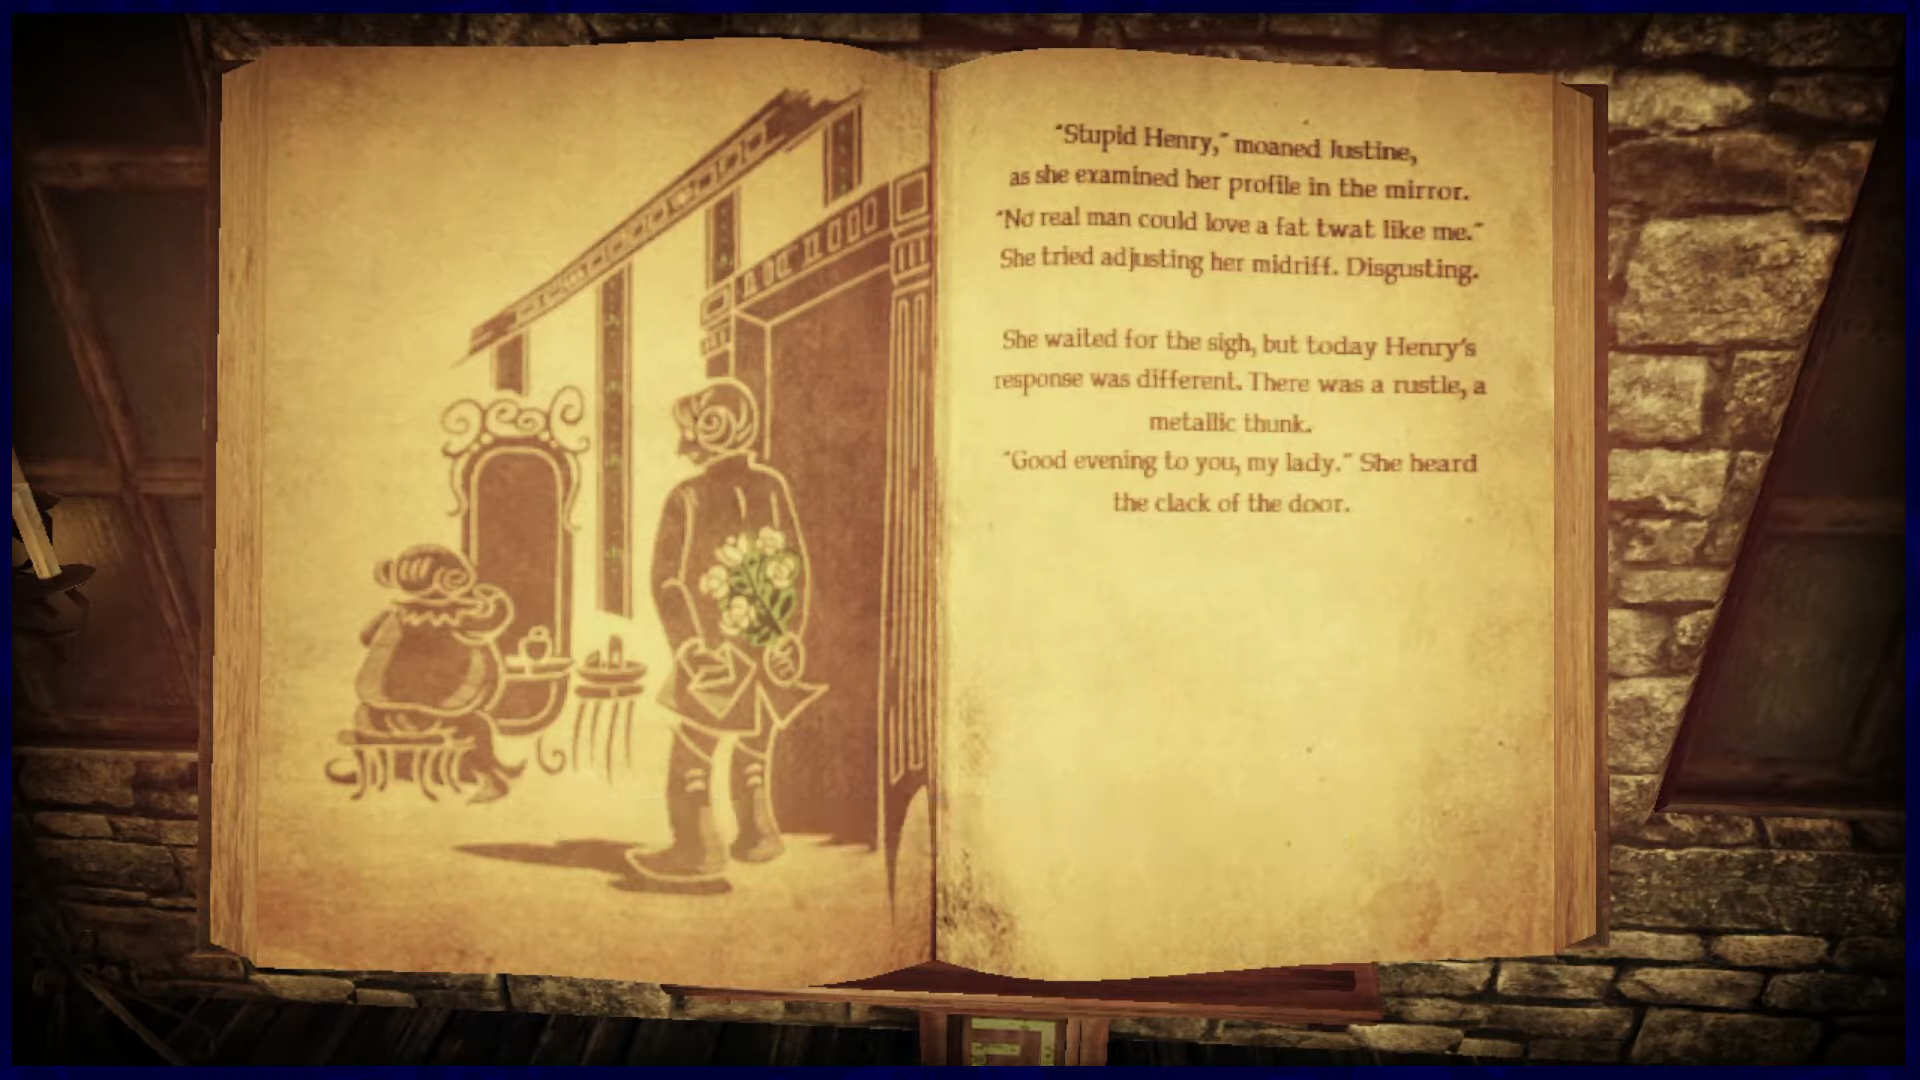 “Stupid Henry,” moaned Justine,
as she examined her profile in the mirror.
“No real man could love a fat twat like me.”
She tried adjusting her midriff. Disgusting.
She waited for the sigh, but today Henry’s
response was different. There was a rustle, a
metallic thunk.
“Good evening to you, my lady.” She heard
the clack of the door.